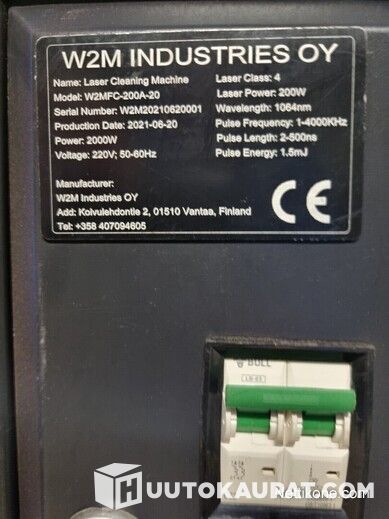 W2M INDUSTRIES OY
Name: Laser Cleaning Machine
Model: W2MFC-200A-20
Serial Number: W2M20210620001
Production Date: 2021-06-20
Power: 2000W
Voltage: 220V; 50-60Hz
Laser Class: 4
Laser Power: 200W
Wavelength: 1064nm
Pulse Frequency: 1-4000KHz
Pulse Length: 2-500ns
Pulse Energy: 1.5mJ
Manufacturer:
W2M Industries OY
Add: Koivulehdontie 2, 01510 Vantaa, Finland
Tel: +358 407094605
CE
BULL
HUUTOKAURAT.COM
Nettikone.com